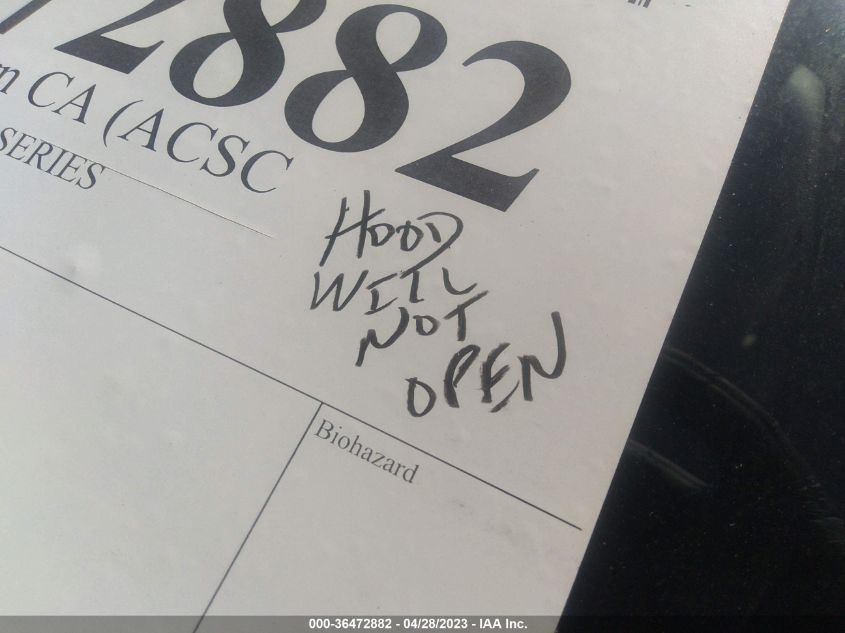 2882
n CA (ACSC
SERIES
HOOD
WILL
NOT
OPEN
Biohazard
000-36472882 - 04/28/2023 - IAA Inc.